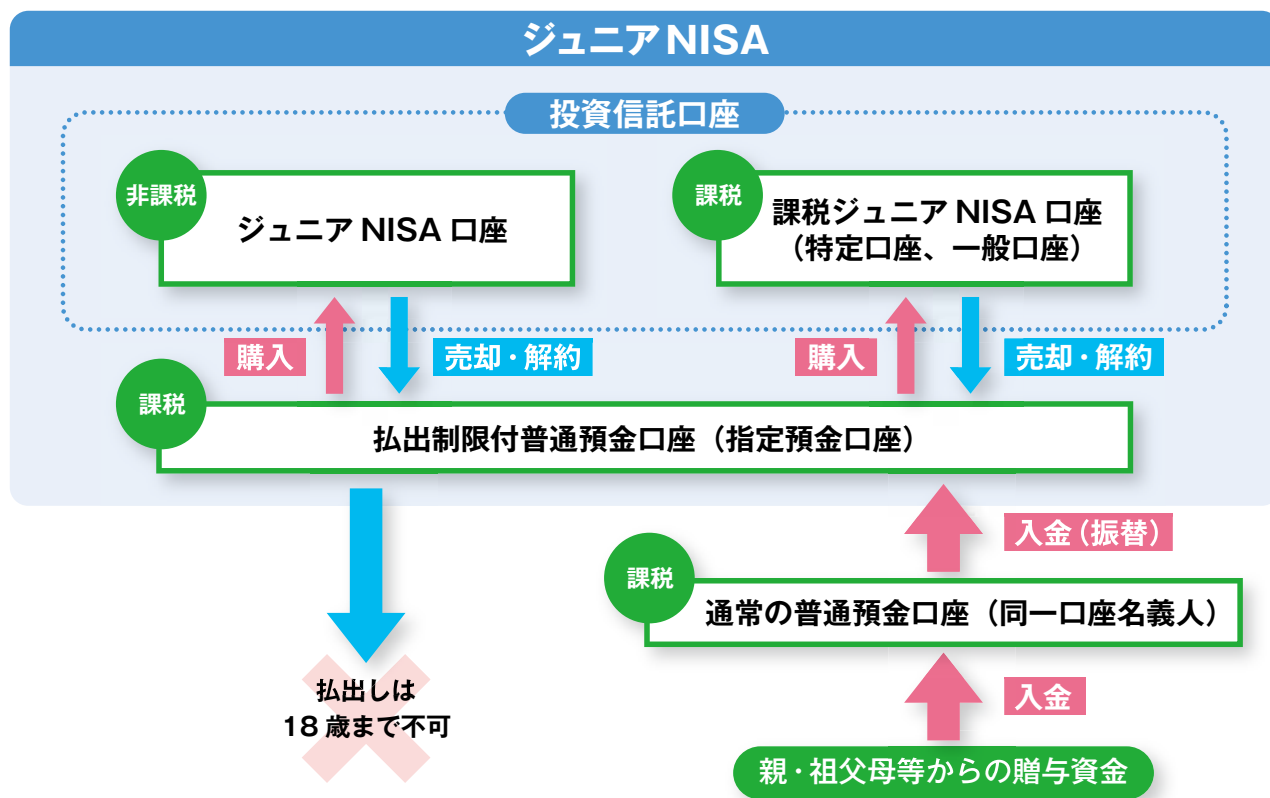 ジュニアNISA
投資信託口座
非課税
ジュニア NISA 口座
課税
課税ジュニア NISA 口座
（特定口座、一般口座）
購入
売却・解約
購入
売却・解約
課税
払出制限付普通預金口座（指定預金口座）
入金（振替）
課税
通常の普通預金口座（同一口座名義人）
払出しは
18 歳まで不可
入金
親・祖父母等からの贈与資金